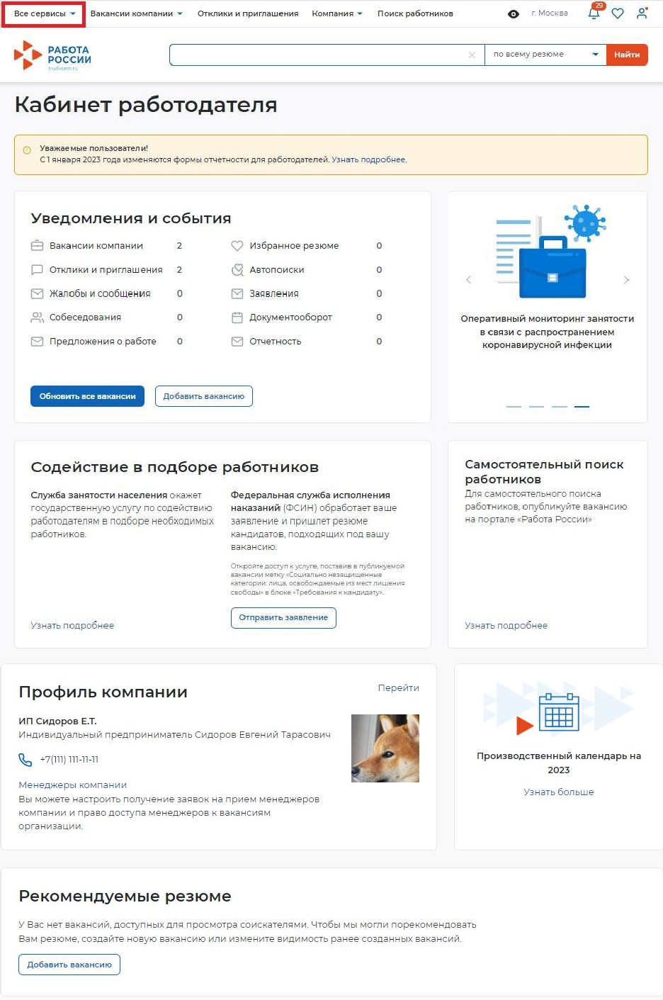 Все сервисы
Вакансии компании
Отклики и приглашения
Компания
Поиск работников
г. Москва
29
РАБОТА
РОССИИ
trudvsem.ru
по всему резюме
Найти
Кабинет работодателя
Уважаемые пользователи!
С 1 января 2023 года изменяются формы отчетности для работодателей. Узнать подробнее.
Уведомления и события
Вакансии компании 2
Избранное резюме 0
Отклики и приглашения 2
Автопоиски 0
Жалобы и сообщения 0
Заявления 0
Собеседования 0
Документооборот 0
Предложения о работе 0
Отчетность 0
Обновить все вакансии
Добавить вакансию
Оперативный мониторинг занятости
в связи с распространением
коронавирусной инфекции
Содействие в подборе работников
Служба занятости населения окажет
государственную услугу по содействию
работодателям в подборе необходимых
работников.
Узнать подробнее
Федеральная служба исполнения
наказаний (ФСИН) обработает ваше
заявление и пришлет резюме
кандидатов, подходящих под вашу
вакансию.
Откройте доступ к услуге, поставив в публикуемой
вакансии метку «Социально незащищенные
категории: лица, освобождаемые из мест лишения
свободы» в блоке «Требования к кандидату».
Отправить заявление
Самостоятельный поиск
работников
Для самостоятельного поиска
работников, опубликуйте вакансию
на портале «Работа России»
Узнать подробнее
Профиль компании
Перейти
ИП Сидоров Е.Т.
Индивидуальный предприниматель Сидоров Евгений Тарасович
+7(111) 111-11-11
Менеджеры компании
Вы можете настроить получение заявок на прием менеджеров
компании и право доступа менеджеров к вакансиям
организации.
Производственный календарь на
2023
Узнать больше
Рекомендуемые резюме
У Вас нет вакансий, доступных для просмотра соискателями. Чтобы мы могли порекомендовать
Вам резюме, создайте новую вакансию или измените видимость ранее созданных вакансий.
Добавить вакансию